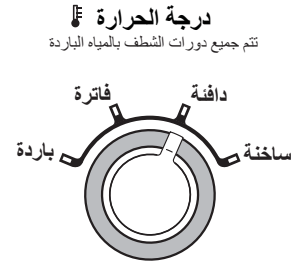 درجة الحرارة
تتم جميع دورات الشطف بالمياه الباردة
دافئة
فاترة
ساخنة
باردة